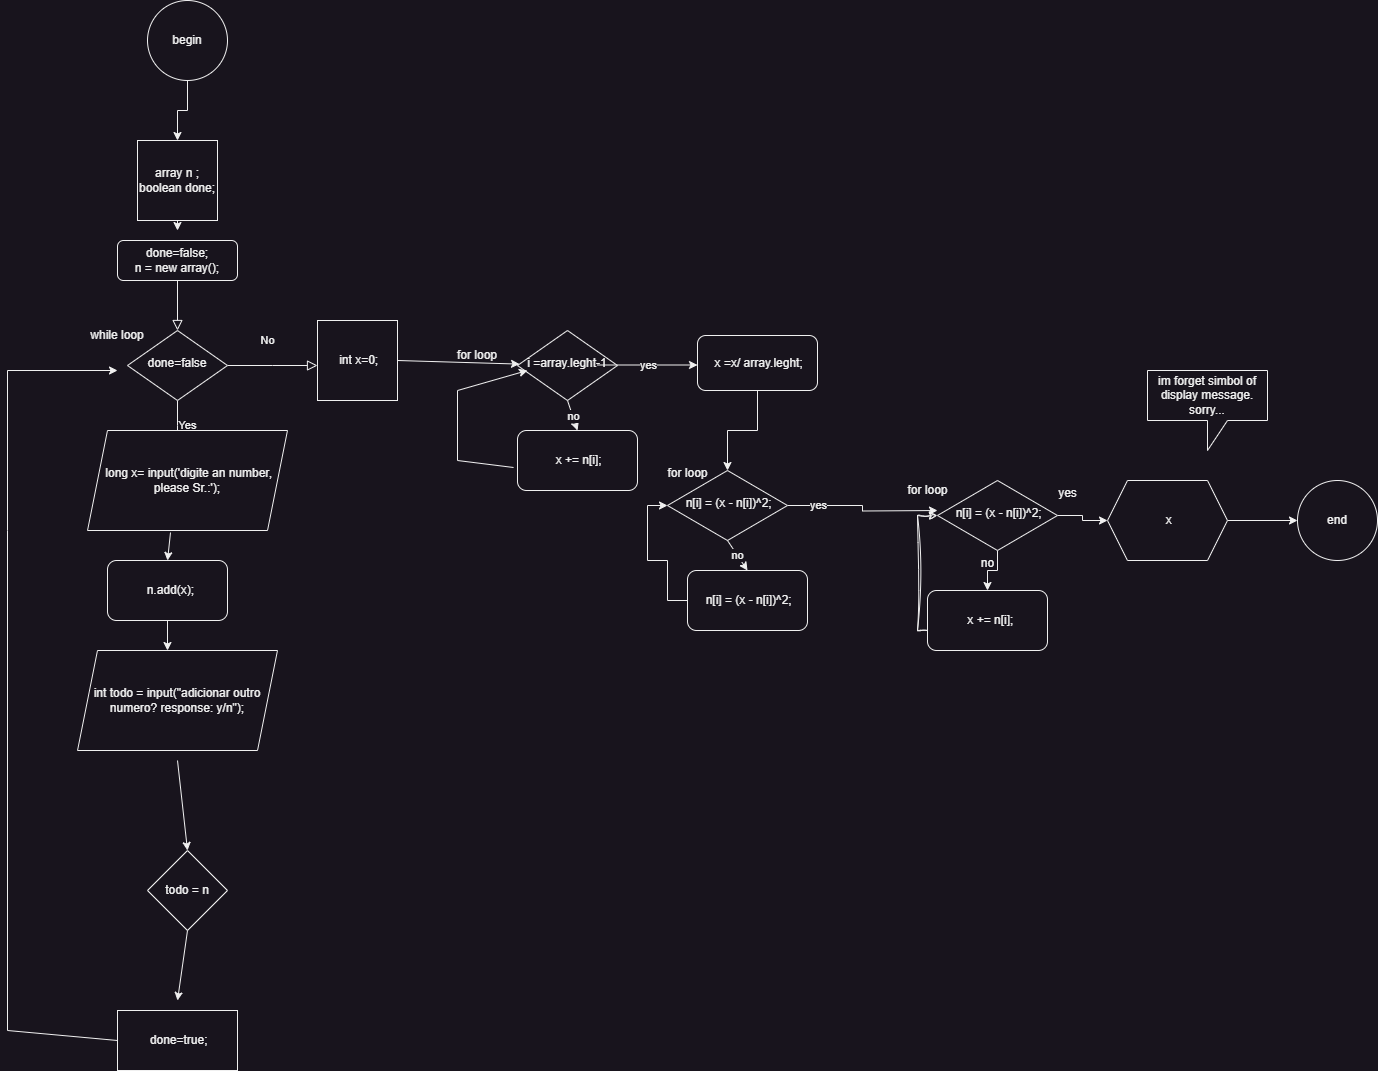 begin
array n ;
boolean done;
done=false;
n = new array();
while loop
done=false
No
Yes
int x=0;
for loop
i =array.leght-1
yes
no
x += n[i];
x =x/ array.leght;
for loop
n[i] = (x - n[i])^2;
yes
no
n[i] = (x - n[i])^2;
for loop
n[i] = (x - n[i])^2;
yes
no
x += n[i];
im forget simbol of
display message.
sorry...
x
end
long x= input('digite an number,
please Sr.:');
n.add(x);
int todo = input("adicionar outro
numero? response: y/n");
todo = n
done=true;